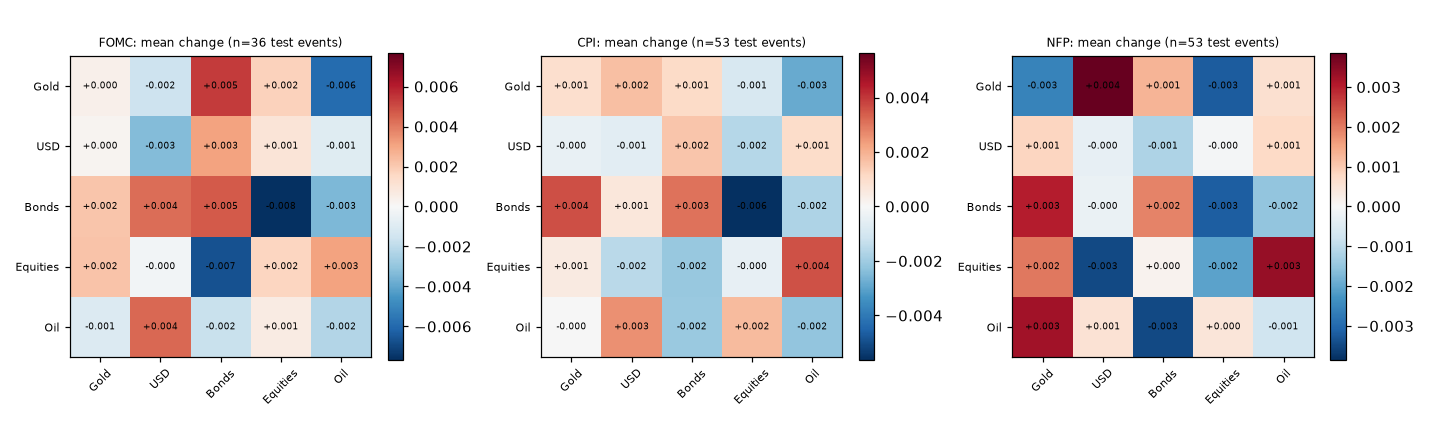 FOMC: mean change (n=36 test events)
Gold +0.000 -0.002 +0.005 +0.002 -0.006
USD +0.000 -0.003 +0.003 +0.001 -0.001
Bonds +0.002 +0.004 +0.005 -0.008 -0.003
Equities +0.002 -0.000 -0.007 +0.002 +0.003
Oil -0.001 +0.004 -0.002 +0.001 -0.002
Gold USD Bonds Equities Oil
0.006
0.004
0.002
0.000
−0.002
−0.004
−0.006
CPI: mean change (n=53 test events)
Gold +0.001 +0.002 +0.001 -0.001 -0.003
USD -0.000 -0.001 +0.002 -0.002 +0.001
Bonds +0.004 +0.001 +0.003 -0.006 -0.002
Equities +0.001 -0.002 -0.002 -0.000 +0.004
Oil -0.000 +0.003 -0.002 +0.002 -0.002
Gold USD Bonds Equities Oil
0.004
0.002
0.000
−0.002
−0.004
NFP: mean change (n=53 test events)
Gold -0.003 +0.004 +0.001 -0.003 +0.001
USD +0.001 -0.000 -0.001 -0.000 +0.001
Bonds +0.003 -0.000 +0.002 -0.003 -0.002
Equities +0.002 -0.003 +0.000 -0.002 +0.003
Oil +0.003 +0.001 -0.003 +0.000 -0.001
Gold USD Bonds Equities Oil
0.003
0.002
0.001
0.000
−0.001
−0.002
−0.003